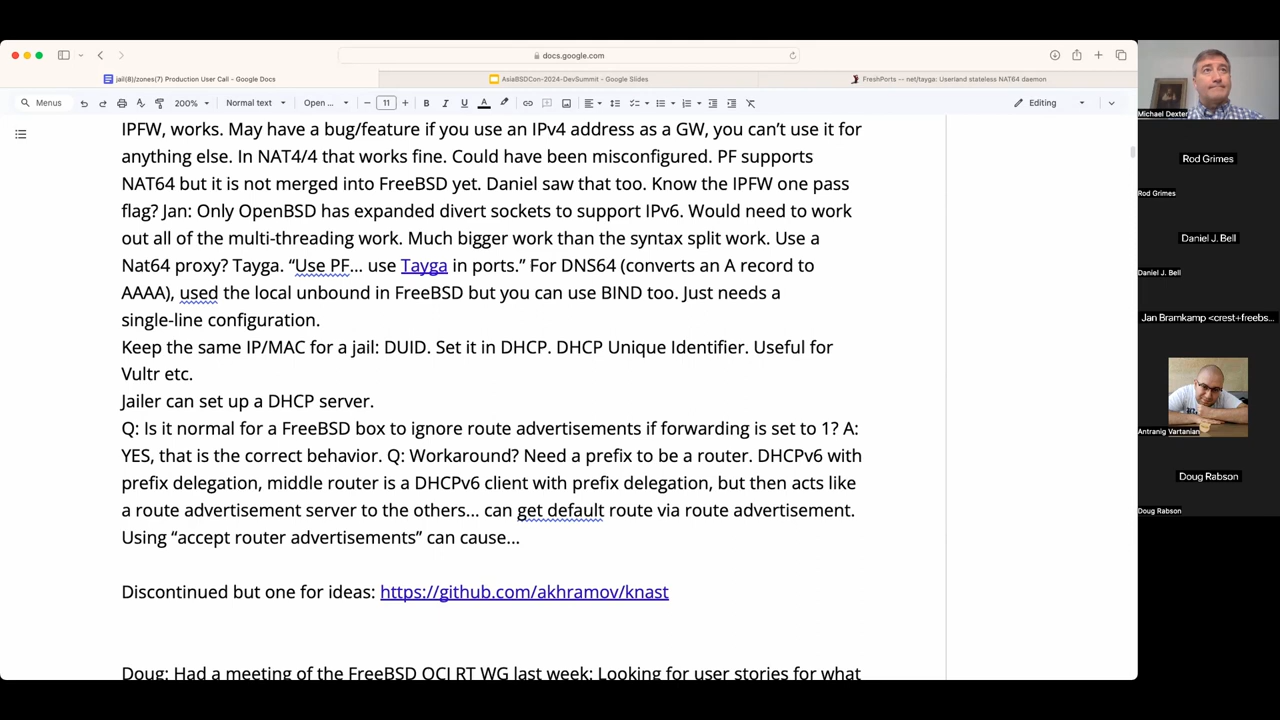 docs.google.com
jail(8)/zones(7) Production User Call - Google Docs
AsiaBSDCon-2024-DevSummit - Google Slides
FreshPorts -- net/tayga: Userland stateless NAT64 daemon
Menus
200%
Normal text
Open ...
11
B
I
U
A
Editing
IPFW, works. May have a bug/feature if you use an IPv4 address as a GW, you can't use it for
anything else. In NAT4/4 that works fine. Could have been misconfigured. PF supports
NAT64 but it is not merged into FreeBSD yet. Daniel saw that too. Know the IPFW one pass
flag? Jan: Only OpenBSD has expanded divert sockets to support IPv6. Would need to work
out all of the multi-threading work. Much bigger work than the syntax split work. Use a
Nat64 proxy? Tayga. “Use PF... use Tayga in ports.” For DNS64 (converts an A record to
AAAA), used the local unbound in FreeBSD but you can use BIND too. Just needs a
single-line configuration.
Keep the same IP/MAC for a jail: DUID. Set it in DHCP. DHCP Unique Identifier. Useful for
Vultr etc.
Jailer can set up a DHCP server.
Q: Is it normal for a FreeBSD box to ignore route advertisements if forwarding is set to 1? A:
YES, that is the correct behavior. Q: Workaround? Need a prefix to be a router. DHCPv6 with
prefix delegation, middle router is a DHCPv6 client with prefix delegation, but then acts like
a route advertisement server to the others... can get default route via route advertisement.
Using “accept router advertisements” can cause...
Discontinued but one for ideas: https://github.com/akhramov/knast
Doug: Had a meeting of the FreeBSD OCI RT WG last week: Looking for user stories for what
Michael Dexter
Rod Grimes
Rod Grimes
Daniel J. Bell
Daniel J. Bell
Jan Bramkamp <crest+freebs...
Antranig Vartanian
Doug Rabson
Doug Rabson